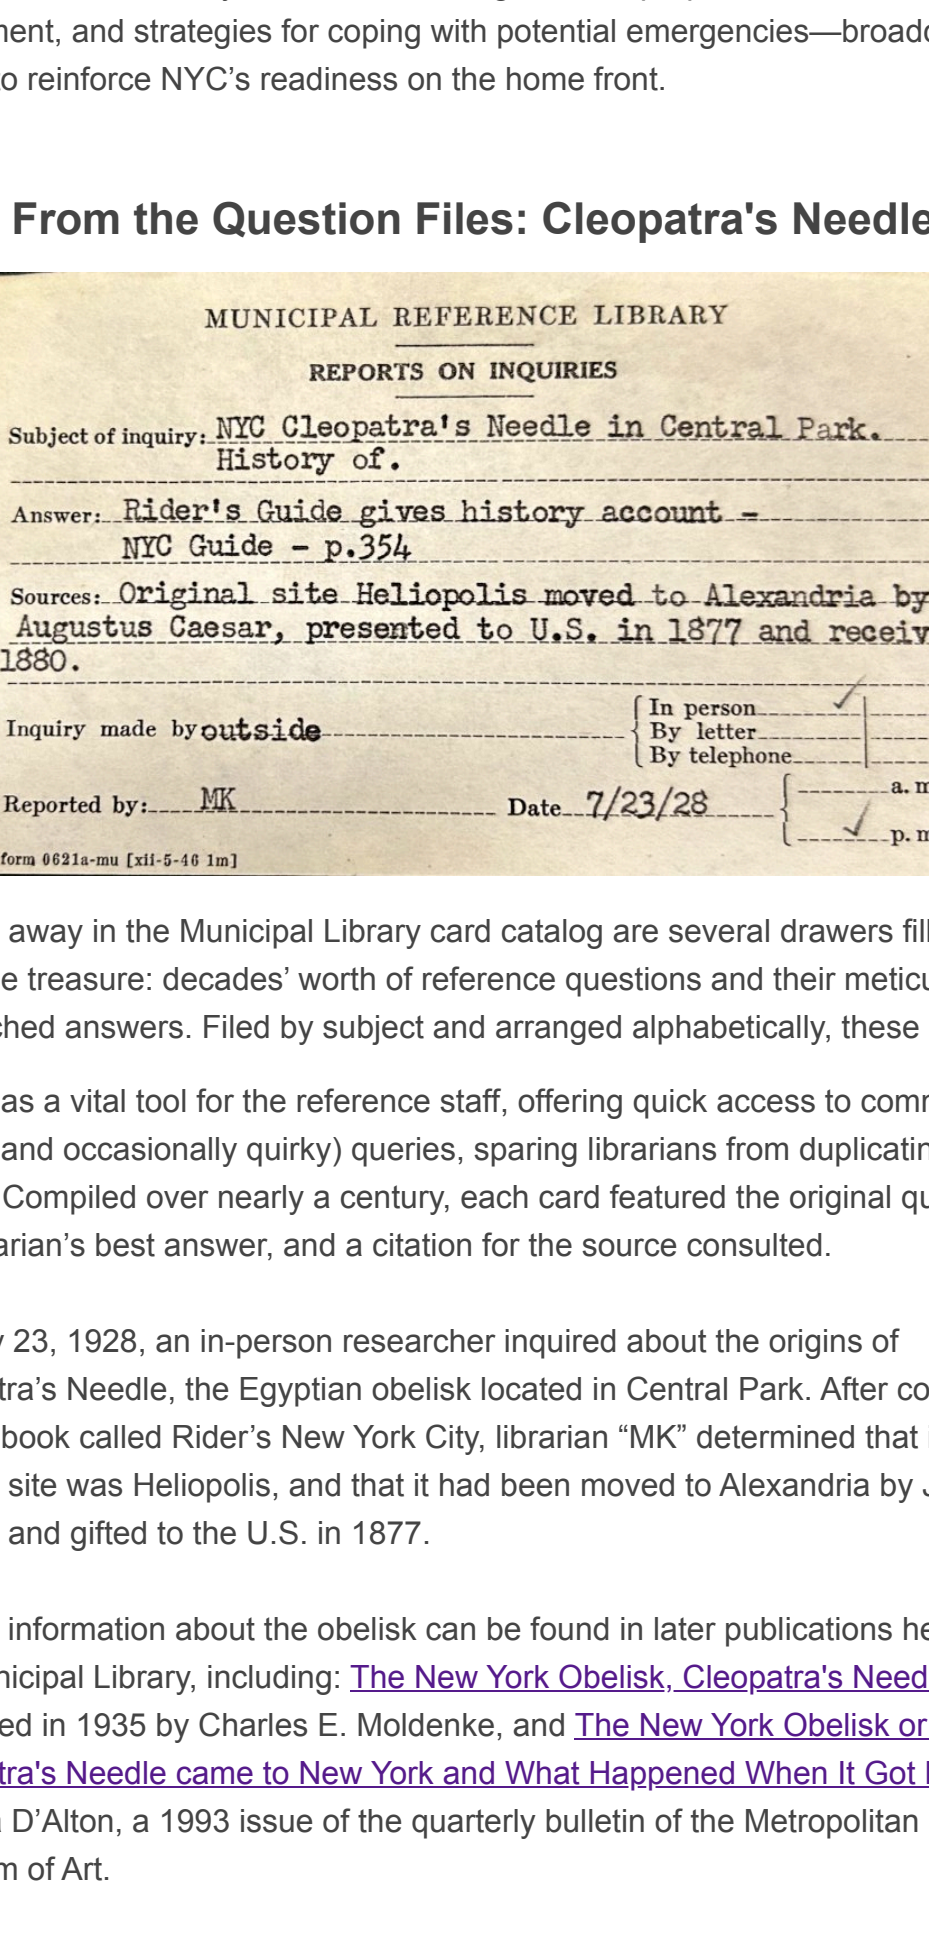 ment, and strategies for coping with potential emergencies—broadc
to reinforce NYC’s readiness on the home front.
From the Question Files: Cleopatra's Needle
MUNICIPAL REFERENCE LIBRARY
REPORTS ON INQUIRIES
Subject of inquiry: NYC Cleopatra's Needle in Central Park.
History of.
Answer: Rider's Guide gives history account -
NYC Guide - p.354
Sources: Original site Heliopolis moved to Alexandria by
Augustus Caesar, presented to U.S. in 1877 and receiv
1880.
In person
Inquiry made by outside By letter
By telephone
a. m
Reported by: MK Date 7/23/28
p. m
form 0621a-mu [xii-5-46 1m]
away in the Municipal Library card catalog are several drawers fill
e treasure: decades’ worth of reference questions and their meticu
ched answers. Filed by subject and arranged alphabetically, these
as a vital tool for the reference staff, offering quick access to comm
and occasionally quirky) queries, sparing librarians from duplicatin
Compiled over nearly a century, each card featured the original qu
arian’s best answer, and a citation for the source consulted.
y 23, 1928, an in-person researcher inquired about the origins of
tra’s Needle, the Egyptian obelisk located in Central Park. After co
book called Rider’s New York City, librarian “MK” determined that i
site was Heliopolis, and that it had been moved to Alexandria by J
and gifted to the U.S. in 1877.
information about the obelisk can be found in later publications he
nicipal Library, including: The New York Obelisk, Cleopatra's Need
ed in 1935 by Charles E. Moldenke, and The New York Obelisk or
tra's Needle came to New York and What Happened When It Got H
a D’Alton, a 1993 issue of the quarterly bulletin of the Metropolitan
m of Art.